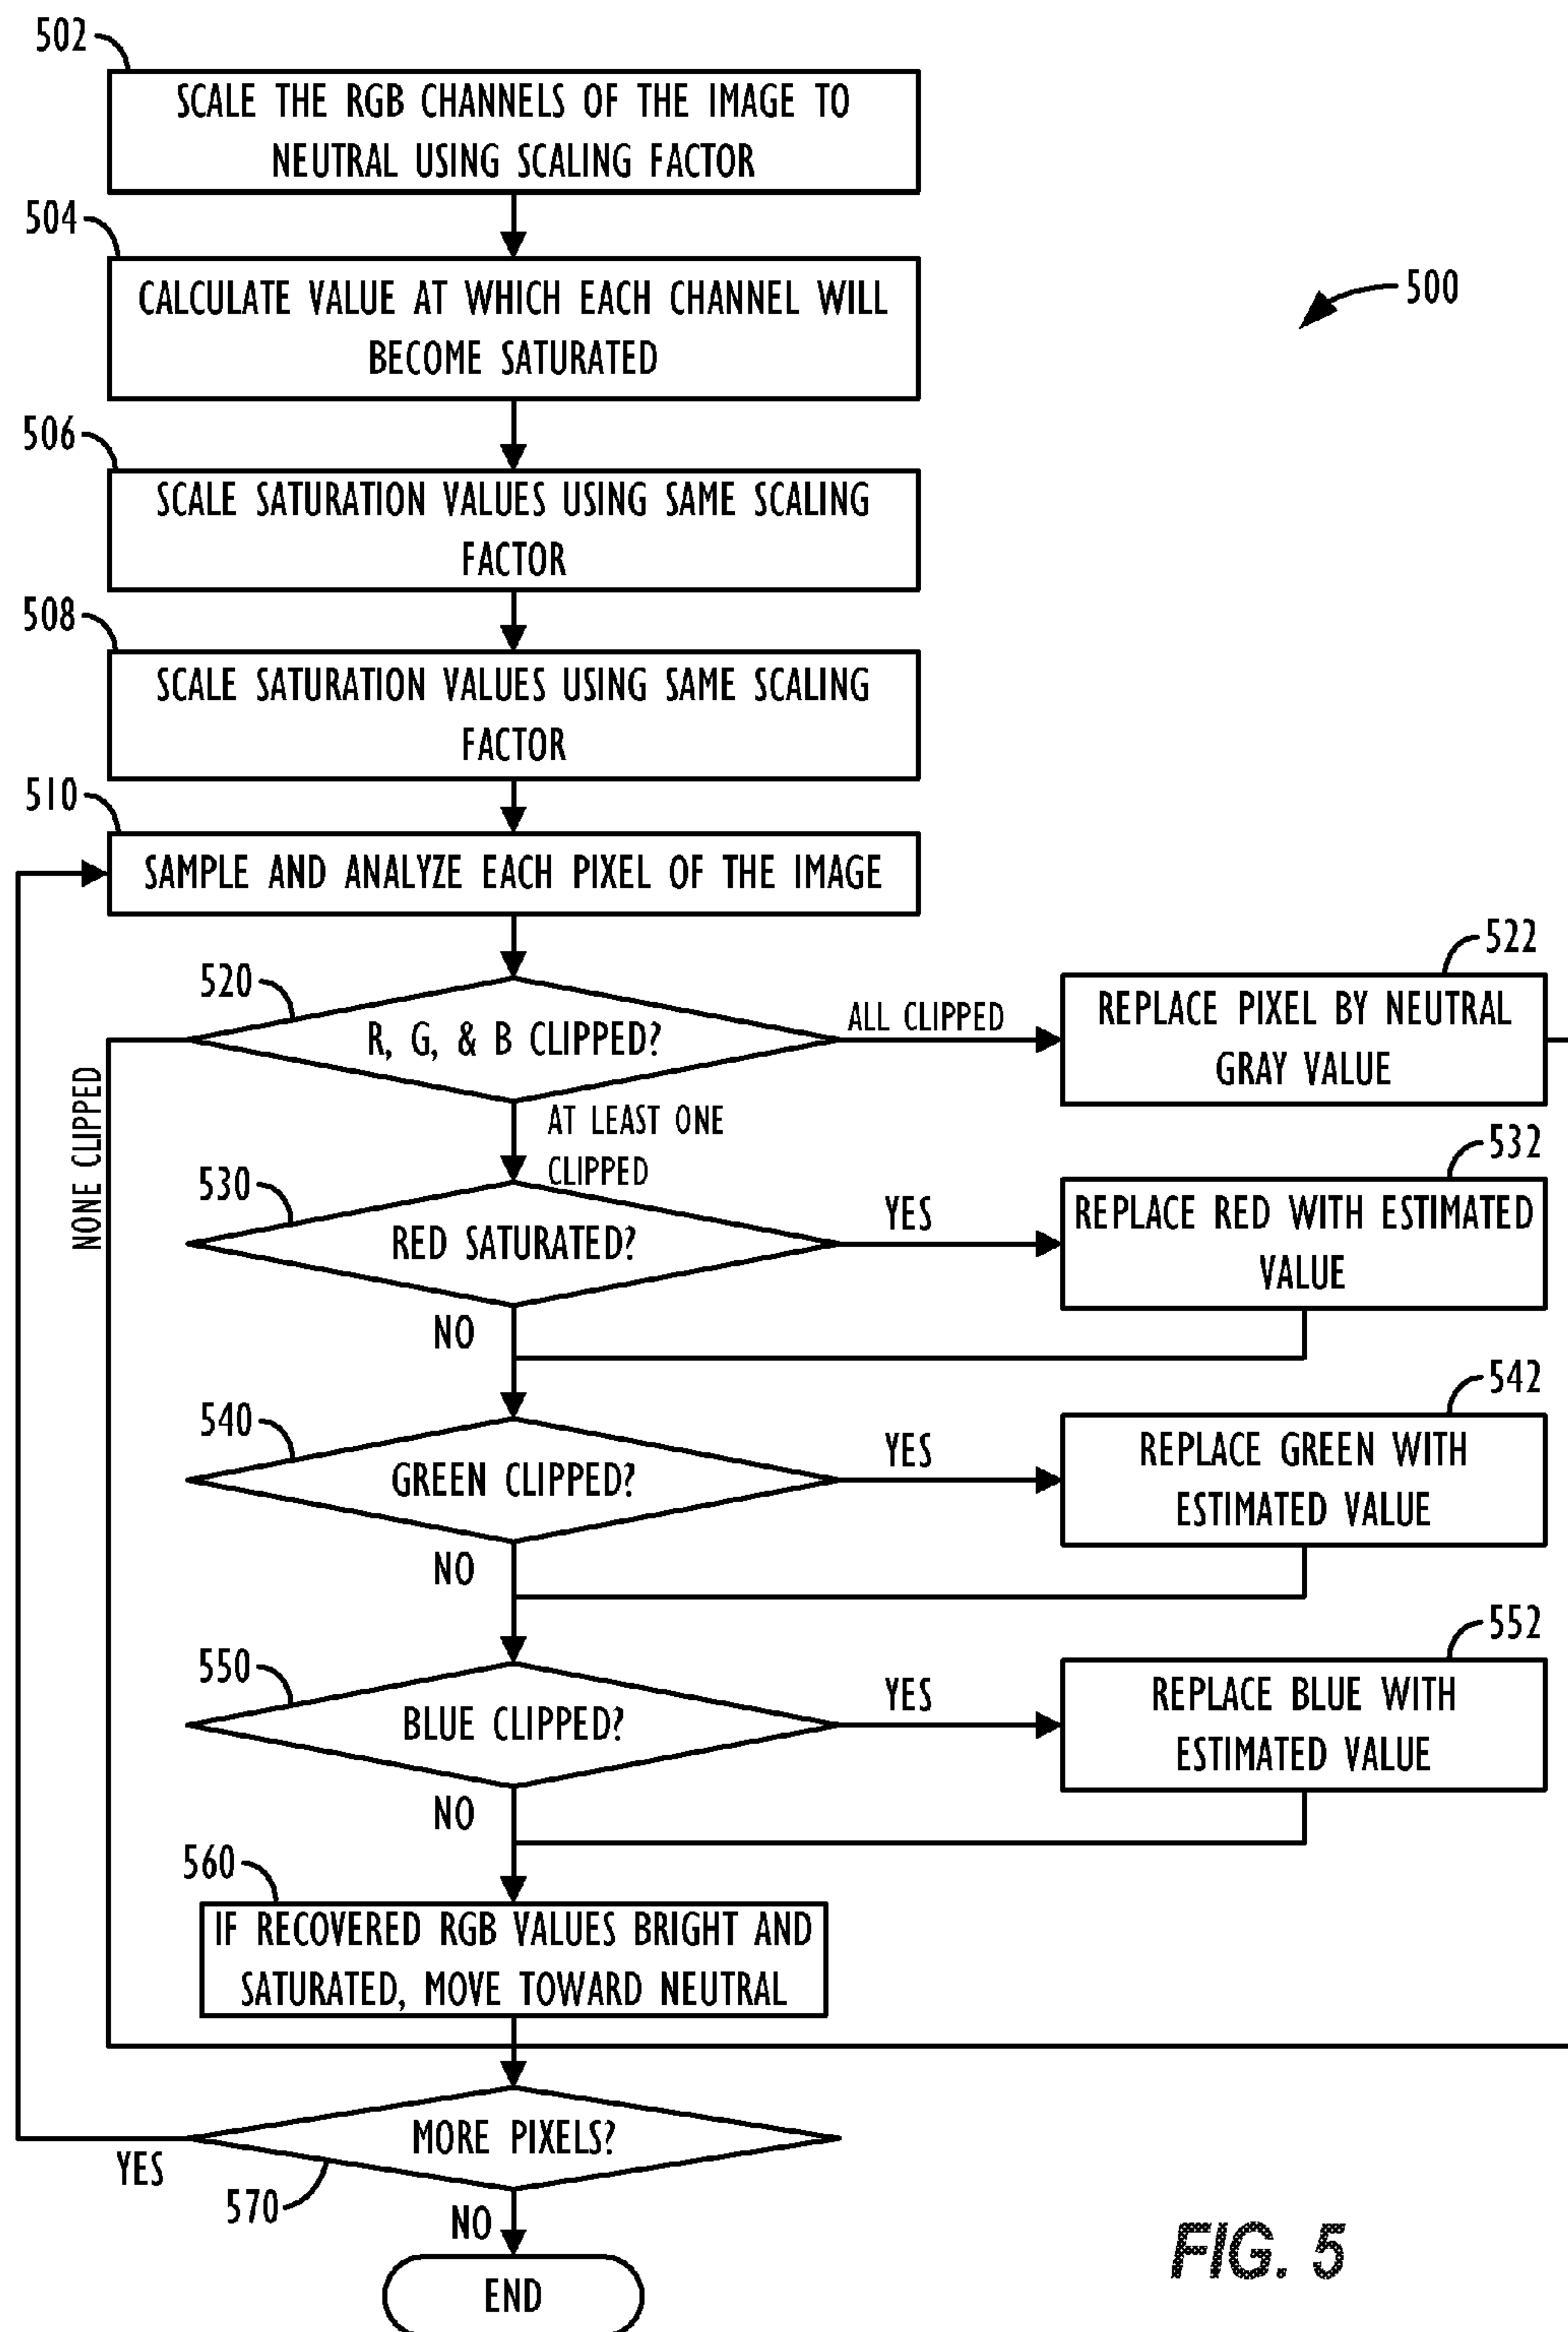 502
SCALE THE RGB CHANNELS OF THE IMAGE TO
NEUTRAL USING SCALING FACTOR
504
CALCULATE VALUE AT WHICH EACH CHANNEL WILL
BECOME SATURATED
500
506
SCALE SATURATION VALUES USING SAME SCALING
FACTOR
508
SCALE SATURATION VALUES USING SAME SCALING
FACTOR
510
SAMPLE AND ANALYZE EACH PIXEL OF THE IMAGE
520
R, G, & B CLIPPED?
ALL CLIPPED
522
REPLACE PIXEL BY NEUTRAL
GRAY VALUE
NONE CLIPPED
AT LEAST ONE
CLIPPED
530
RED SATURATED?
YES
532
REPLACE RED WITH ESTIMATED
VALUE
NO
540
GREEN CLIPPED?
YES
542
REPLACE GREEN WITH
ESTIMATED VALUE
NO
550
BLUE CLIPPED?
YES
552
REPLACE BLUE WITH
ESTIMATED VALUE
NO
560
IF RECOVERED RGB VALUES BRIGHT AND
SATURATED, MOVE TOWARD NEUTRAL
MORE PIXELS?
YES
570
NO
END
FIG. 5